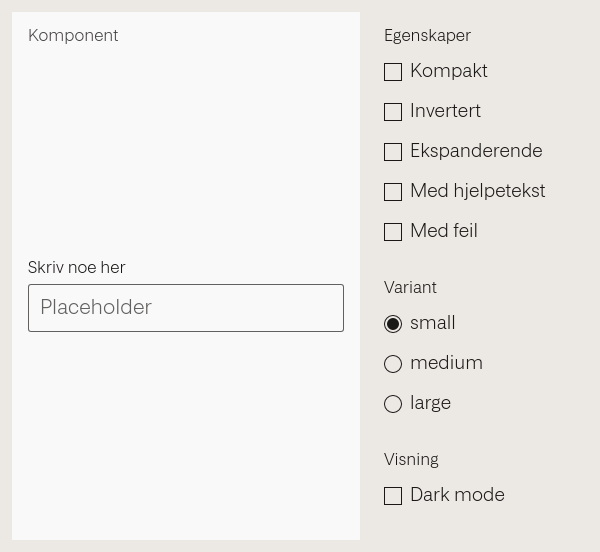 Komponent
Skriv noe her
Placeholder
Egenskaper
Kompakt
Invertert
Ekspanderende
Med hjelpetekst
Med feil
Variant
small
medium
large
Visning
Dark mode